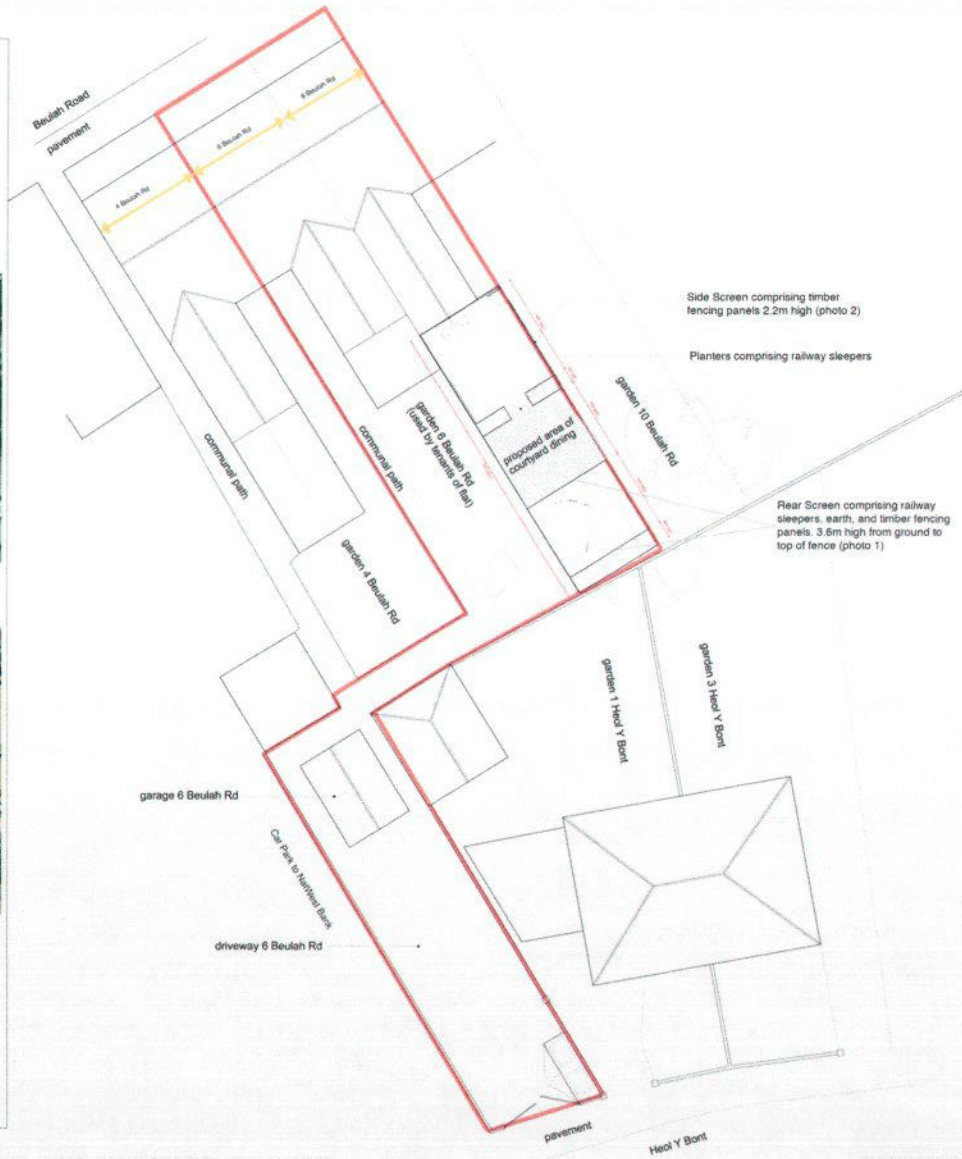 Beulah Road
pavement
4 Beulah Rd
6 Beulah Rd
8 Beulah Rd
Side Screen comprising timber
fencing panels 2.2m high (photo 2)
Planters comprising railway sleepers
garden 10 Beulah Rd
proposed area of
courtyard dining
garden 6 Beulah Rd
(used by tenants of flat)
communal path
communal path
garden 4 Beulah Rd
Rear Screen comprising railway
sleepers, earth, and timber fencing
panels. 3.6m high from ground to
top of fence (photo 1)
garden 1 Heol Y Bont
garden 3 Heol Y Bont
garage 6 Beulah Rd
Car Park to NatWest Bank
driveway 6 Beulah Rd
pavement
Heol Y Bont